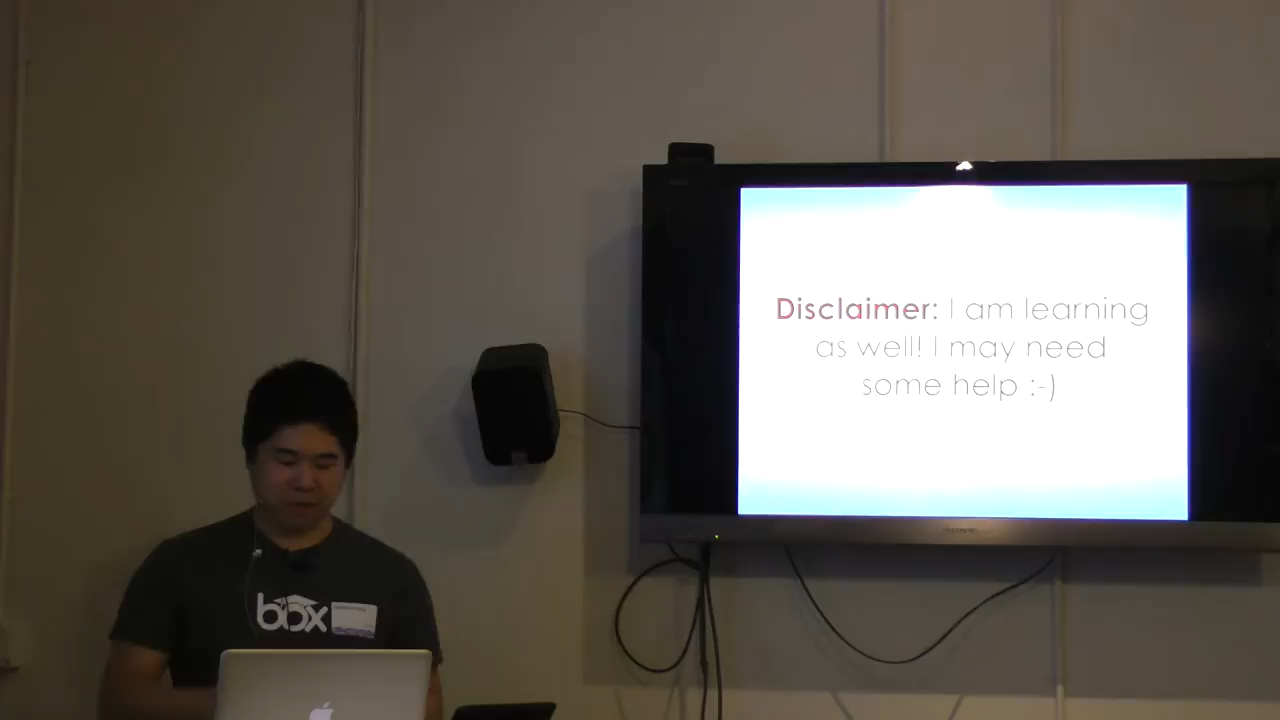 Disclaimer: I am learning
as well! I may need
some help :-)
box